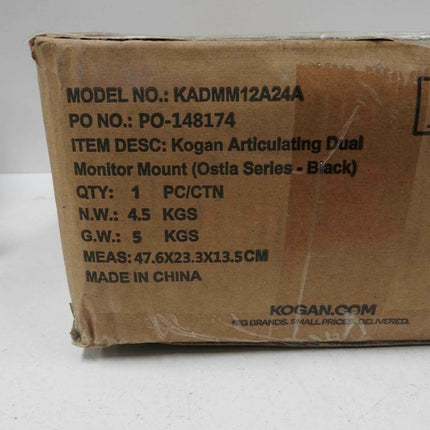 MODEL NO.: KADMM12A24A
PO NO.: PO-148174
ITEM DESC: Kogan Articulating Dual
Monitor Mount (Ostia Series - Black)
QTY: 1 PC/CTN
N.W.: 4.5 KGS
G.W.: 5 KGS
MEAS: 47.6X23.3X13.5CM
MADE IN CHINA
KOGAN.COM
BIG BRANDS. SMALL PRICES. DELIVERED.